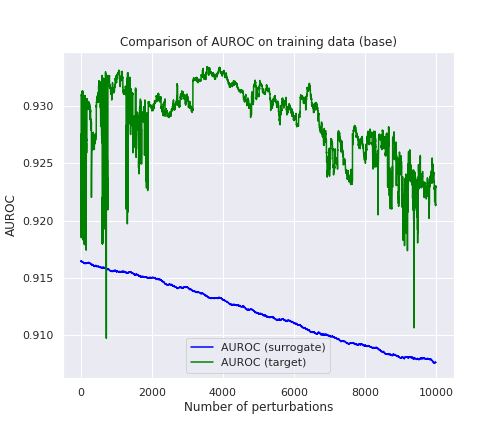 Comparison of AUROC on training data (base)
AUROC
0.930
0.925
0.920
0.915
0.910
AUROC (surrogate)
AUROC (target)
0
2000
4000
6000
8000
10000
Number of perturbations